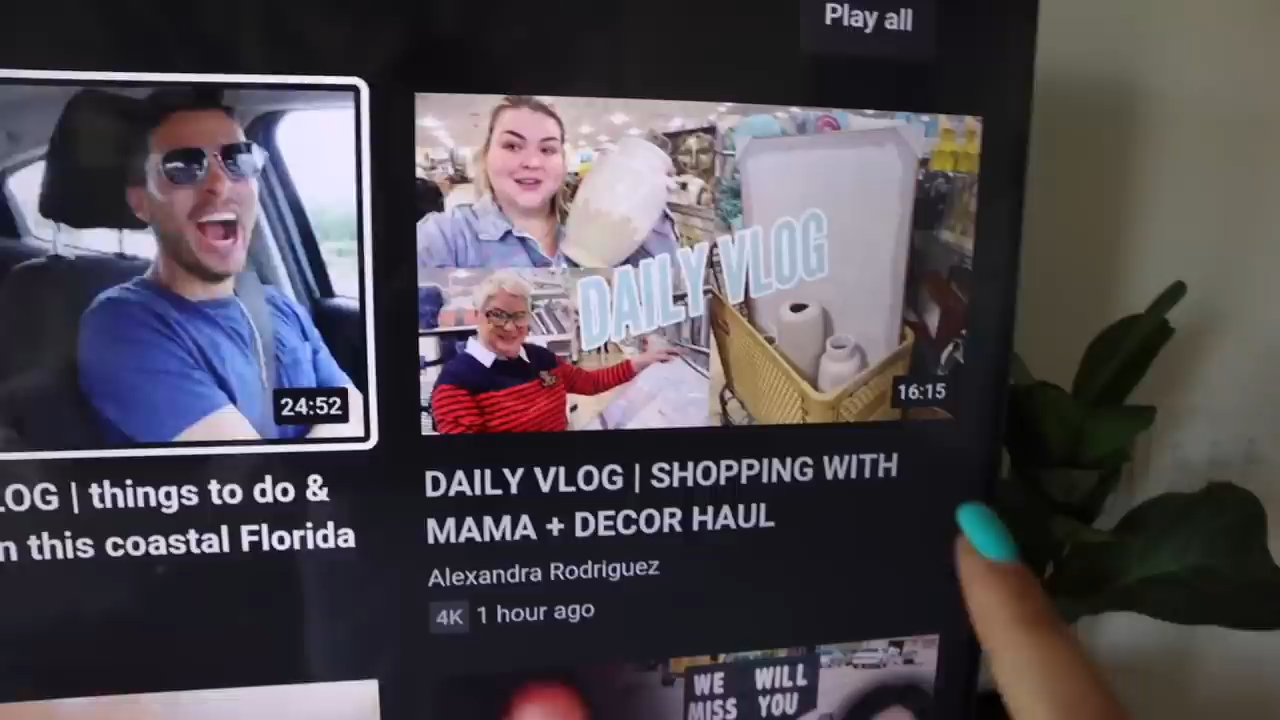 Play all
DAILY VLOG
24:52
16:15
LOG | things to do &
n this coastal Florida
DAILY VLOG | SHOPPING WITH
MAMA + DECOR HAUL
Alexandra Rodriguez
4K 1 hour ago
WE WILL
MISS YOU